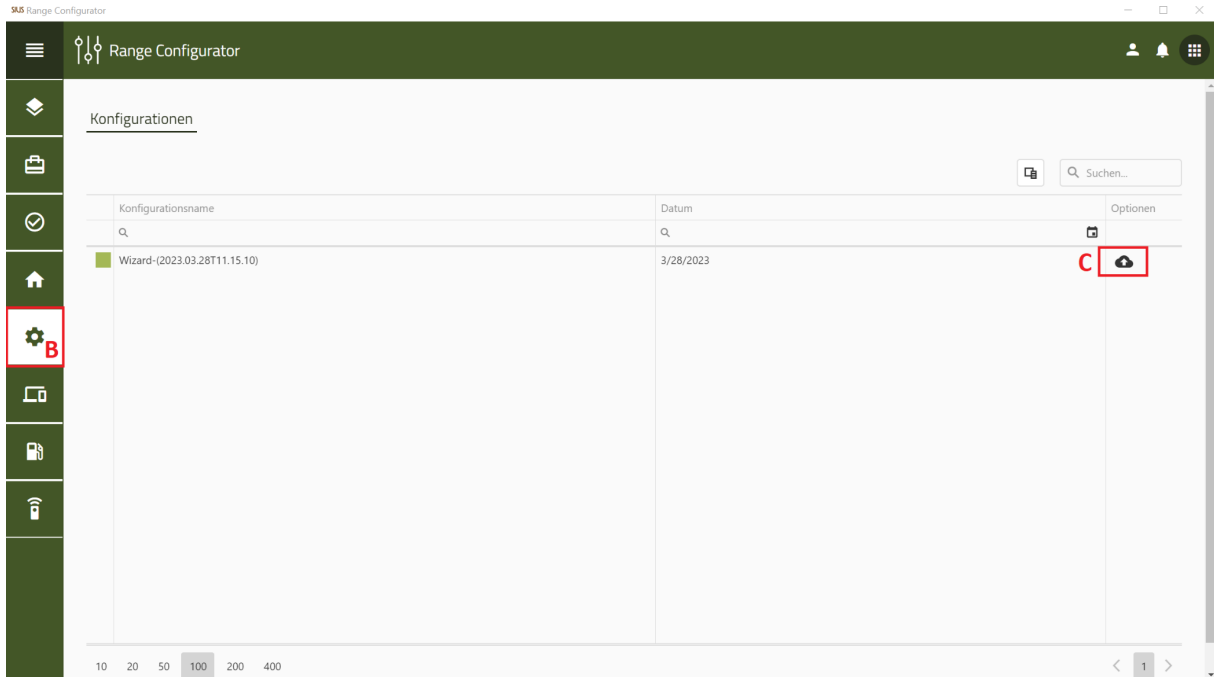 SIUS Range Configurator
Range Configurator
Konfigurationen
Suchen...
Konfigurationsname Datum Optionen
Wizard-(2023.03.28T11.15.10) 3/28/2023 C
B
10 20 50 100 200 400 1